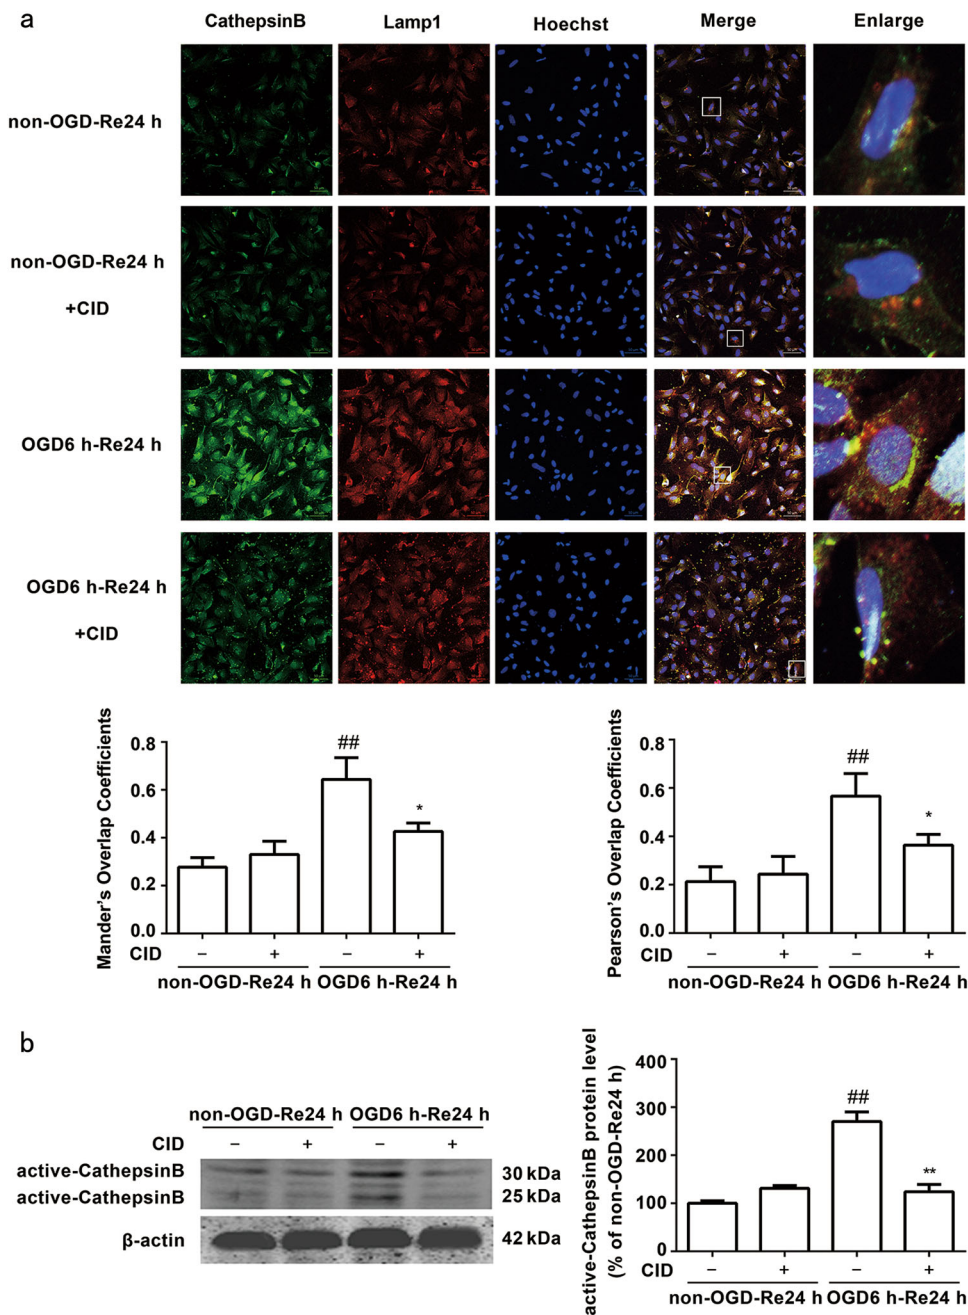 a
CathepsinB Lamp1 Hoechst Merge Enlarge
non-OGD-Re24 h
non-OGD-Re24 h
+CID
OGD6 h-Re24 h
OGD6 h-Re24 h
+CID
Mander's Overlap Coefficients
0.8
0.6
0.4
0.2
0.0
##
*
CID – + – +
non-OGD-Re24 h OGD6 h-Re24 h
Pearson's Overlap Coefficients
0.8
0.6
0.4
0.2
0.0
##
*
CID – + – +
non-OGD-Re24 h OGD6 h-Re24 h
b
non-OGD-Re24 h OGD6 h-Re24 h
CID – + – +
active-CathepsinB 30 kDa
active-CathepsinB 25 kDa
β-actin 42 kDa
active-CathepsinB protein level
(% of non-OGD-Re24 h)
400
300
200
100
0
##
**
CID – + – +
non-OGD-Re24 h OGD6 h-Re24 h